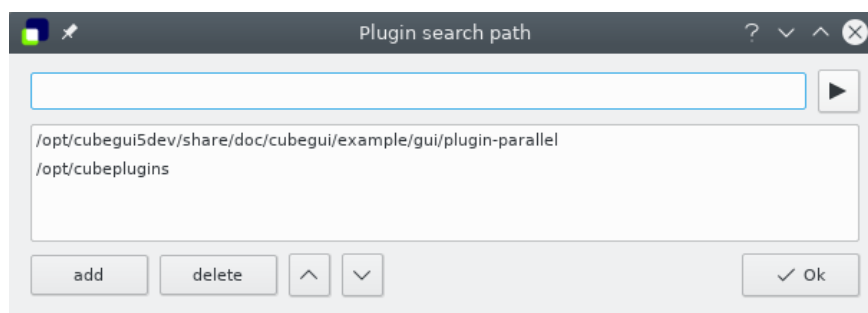 Plugin search path
/opt/cubegui5dev/share/doc/cubegui/example/gui/plugin-parallel
/opt/cubeplugins
add delete Ok